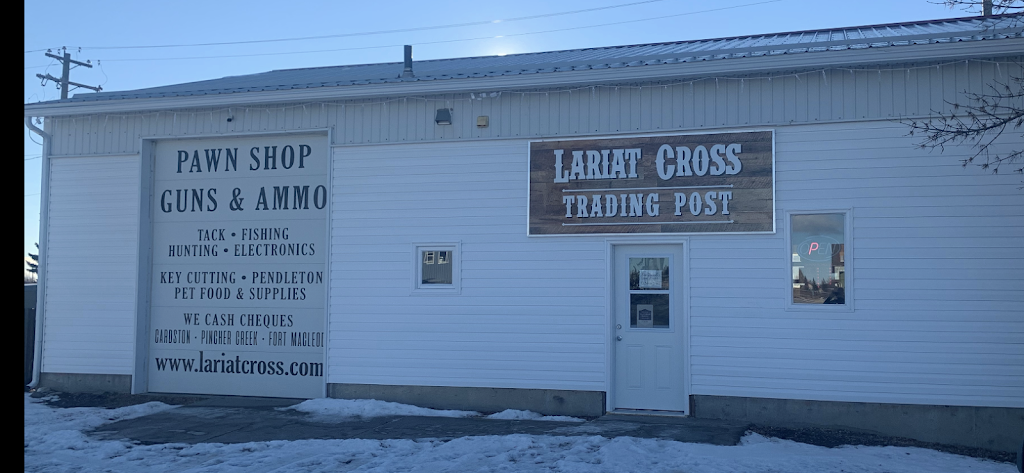 PAWN SHOP
GUNS & AMMO
TACK • FISHING
HUNTING • ELECTRONICS
KEY CUTTING • PENDLETON
PET FOOD & SUPPLIES
WE CASH CHEQUES
CARDSTON • PINCHER CREEK • FORT MACLEOD
www.lariatcross.com
LARIAT CROSS
TRADING POST
P